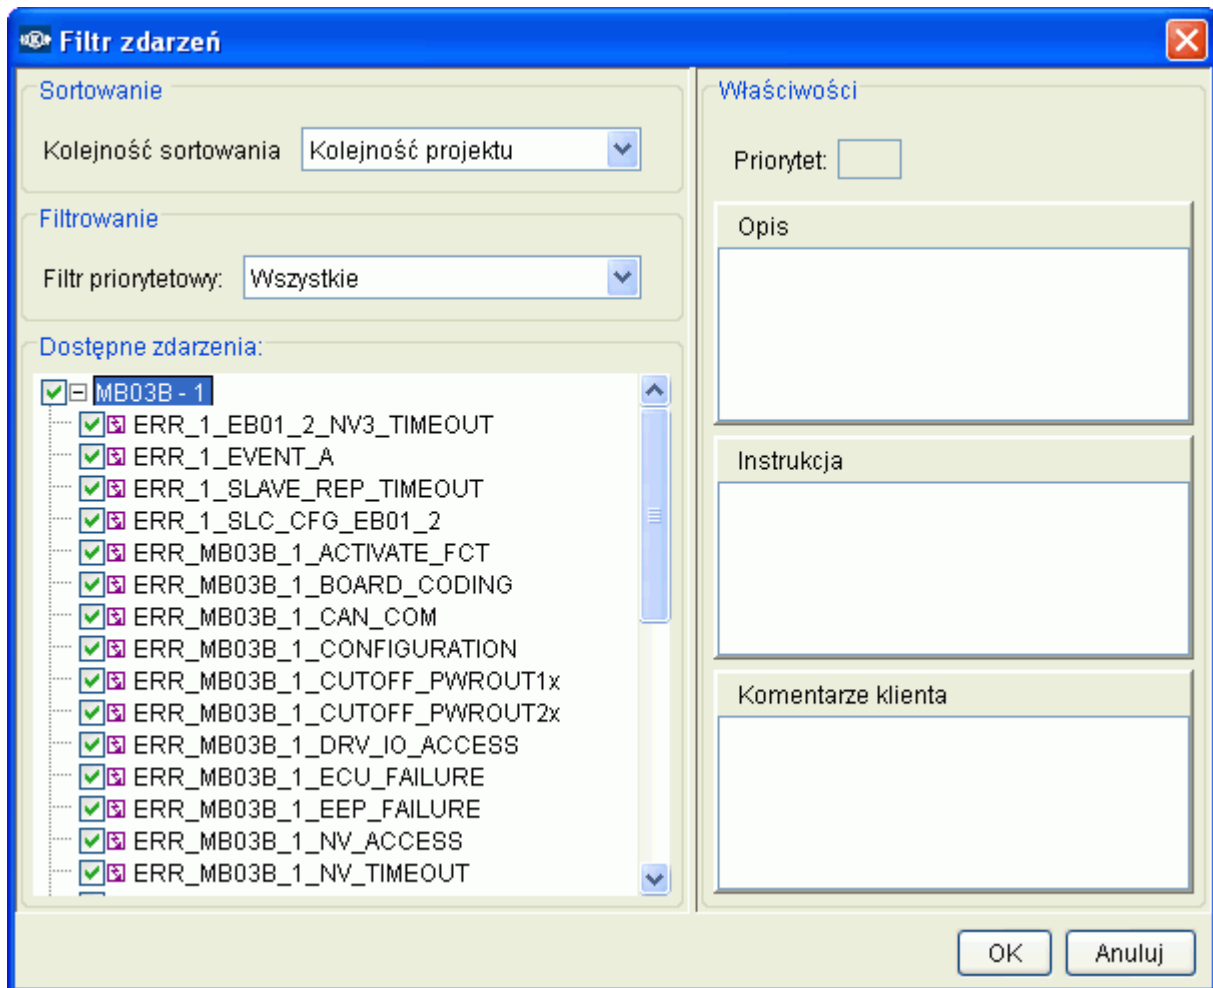 Filtr zdarzeń
Sortowanie
Kolejność sortowania Kolejność projektu
Filtrowanie
Filtr priorytetowy: Wszystkie
Dostępne zdarzenia:
MB03B - 1
ERR_1_EB01_2_NV3_TIMEOUT
ERR_1_EVENT_A
ERR_1_SLAVE_REP_TIMEOUT
ERR_1_SLC_CFG_EB01_2
ERR_MB03B_1_ACTIVATE_FCT
ERR_MB03B_1_BOARD_CODING
ERR_MB03B_1_CAN_COM
ERR_MB03B_1_CONFIGURATION
ERR_MB03B_1_CUTOFF_PWROUT1x
ERR_MB03B_1_CUTOFF_PWROUT2x
ERR_MB03B_1_DRV_IO_ACCESS
ERR_MB03B_1_ECU_FAILURE
ERR_MB03B_1_EEP_FAILURE
ERR_MB03B_1_NV_ACCESS
ERR_MB03B_1_NV_TIMEOUT
Właściwości
Priorytet:
Opis
Instrukcja
Komentarze klienta
OK Anuluj